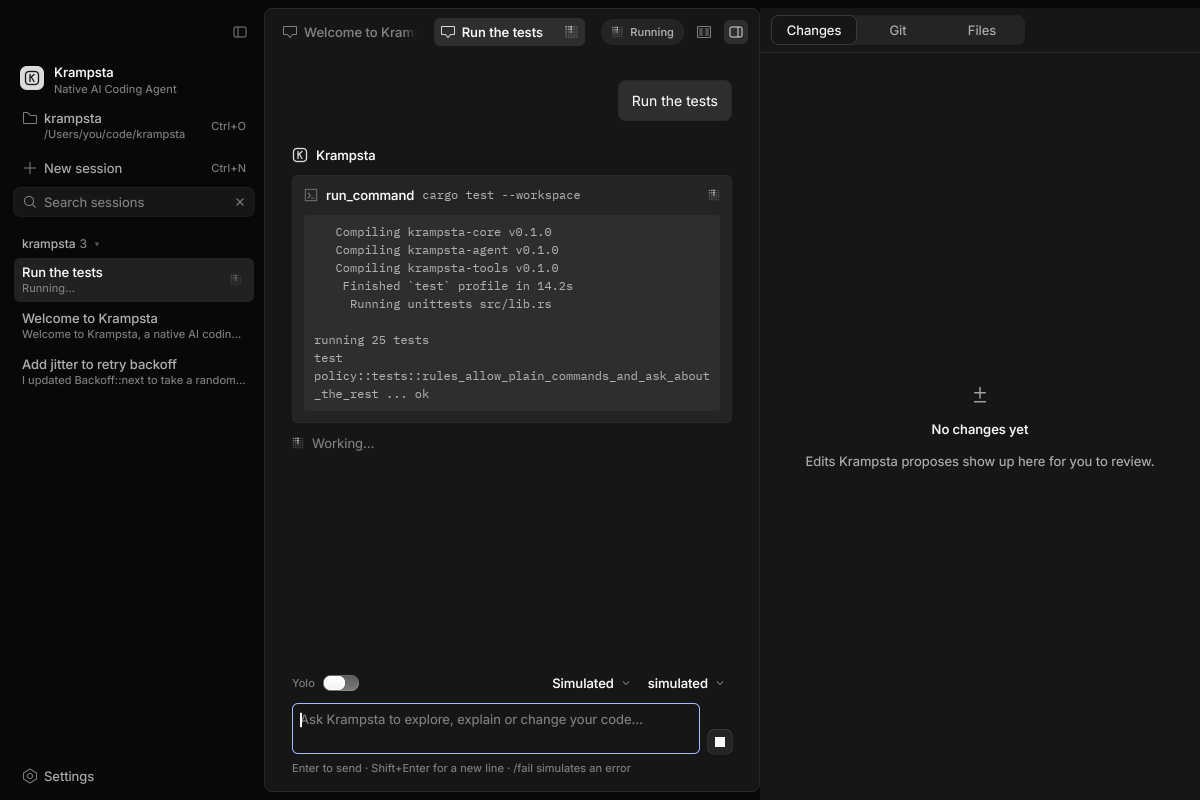 Krampsta
Native AI Coding Agent
krampsta
/Users/you/code/krampsta
Ctrl+O
New session
Ctrl+N
Search sessions
krampsta 3
Run the tests
Running...
Welcome to Krampsta
Welcome to Krampsta, a native AI codin...
Add jitter to retry backoff
I updated Backoff::next to take a random...
Settings
Welcome to Kram
Run the tests
Running
Run the tests
K Krampsta
run_command cargo test --workspace
Compiling krampsta-core v0.1.0
Compiling krampsta-agent v0.1.0
Compiling krampsta-tools v0.1.0
Finished `test` profile in 14.2s
Running unittests src/lib.rs
running 25 tests
test
policy::tests::rules_allow_plain_commands_and_ask_about
_the_rest ... ok
Working...
Yolo
Simulated
simulated
Ask Krampsta to explore, explain or change your code...
Enter to send · Shift+Enter for a new line · /fail simulates an error
Changes
Git
Files
No changes yet
Edits Krampsta proposes show up here for you to review.